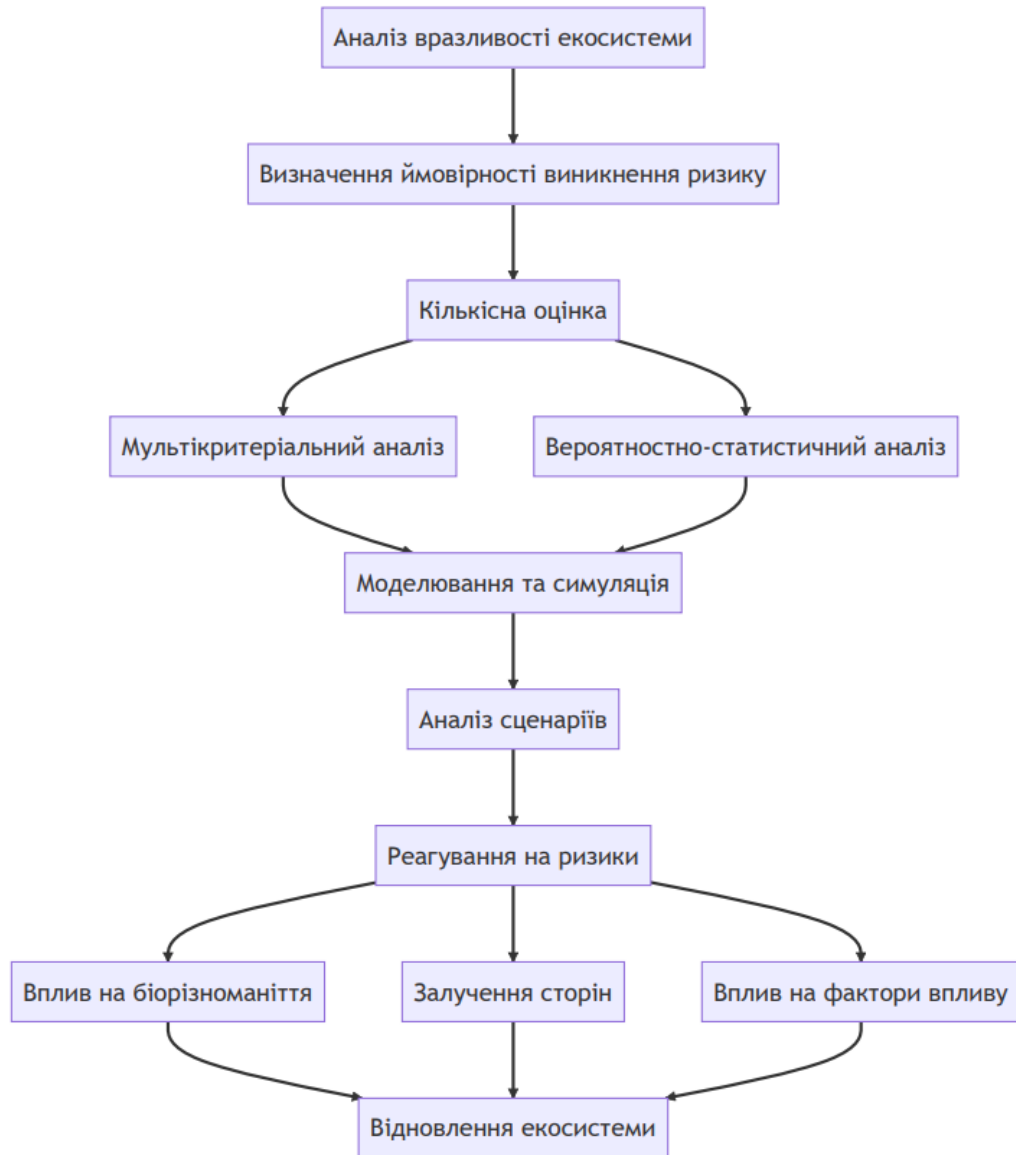 Аналіз вразливості екосистеми
Визначення ймовірності виникнення ризику
Кількісна оцінка
Мультікритеріальний аналіз
Вероятностно-статистичний аналіз
Моделювання та симуляція
Аналіз сценаріїв
Реагування на ризики
Вплив на біорізноманіття
Залучення сторін
Вплив на фактори впливу
Відновлення екосистеми